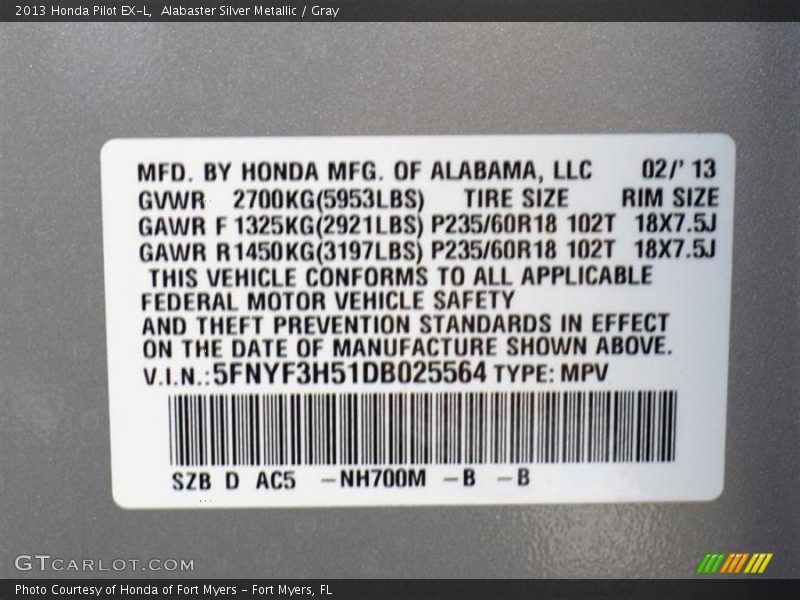 2013 Honda Pilot EX-L, Alabaster Silver Metallic / Gray
MFD. BY HONDA MFG. OF ALABAMA, LLC 02/' 13
GVWR 2700KG(5953LBS) TIRE SIZE RIM SIZE
GAWR F 1325KG(2921LBS) P235/60R18 102T 18X7.5J
GAWR R1450KG(3197LBS) P235/60R18 102T 18X7.5J
THIS VEHICLE CONFORMS TO ALL APPLICABLE
FEDERAL MOTOR VEHICLE SAFETY
AND THEFT PREVENTION STANDARDS IN EFFECT
ON THE DATE OF MANUFACTURE SHOWN ABOVE.
V.I.N.:5FNYF3H51DB025564 TYPE: MPV
SZB D AC5 -NH700M -B -B
GTCARLOT.COM
Photo Courtesy of Honda of Fort Myers - Fort Myers, FL